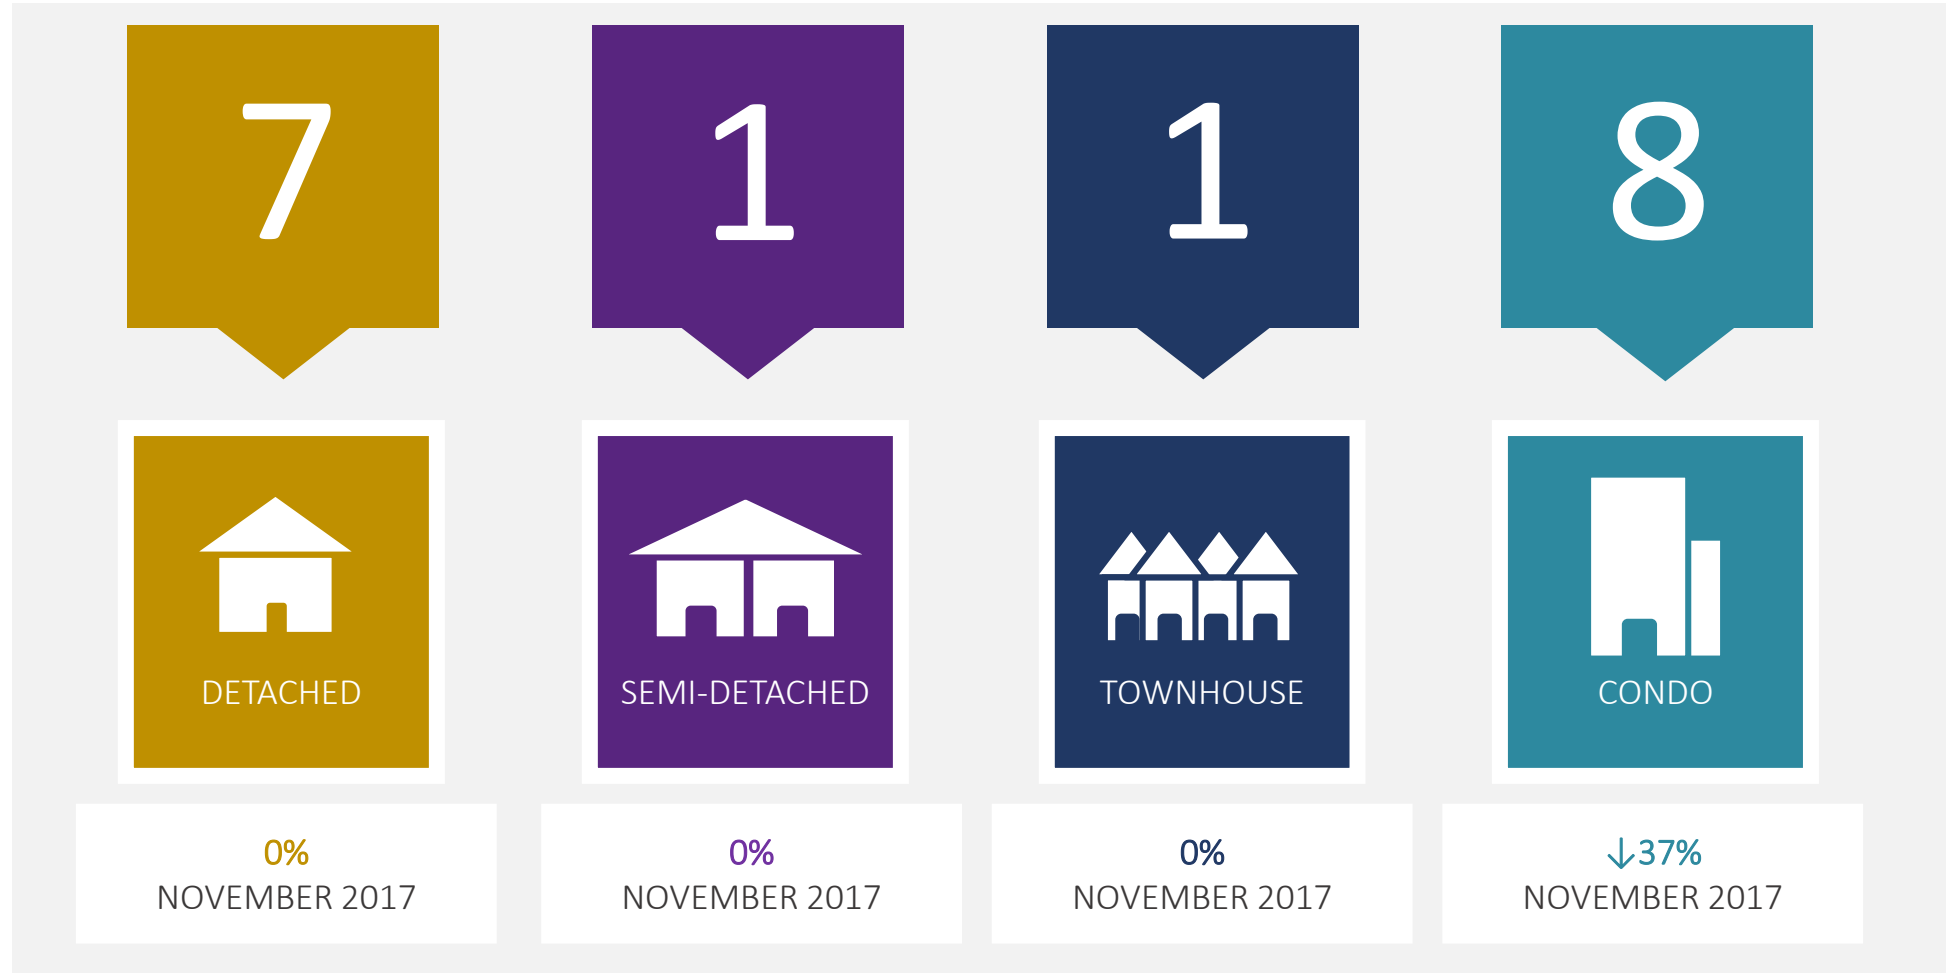 7
1
1
8
DETACHED
SEMI-DETACHED
TOWNHOUSE
CONDO
0%
NOVEMBER 2017
0%
NOVEMBER 2017
0%
NOVEMBER 2017
↓37%
NOVEMBER 2017